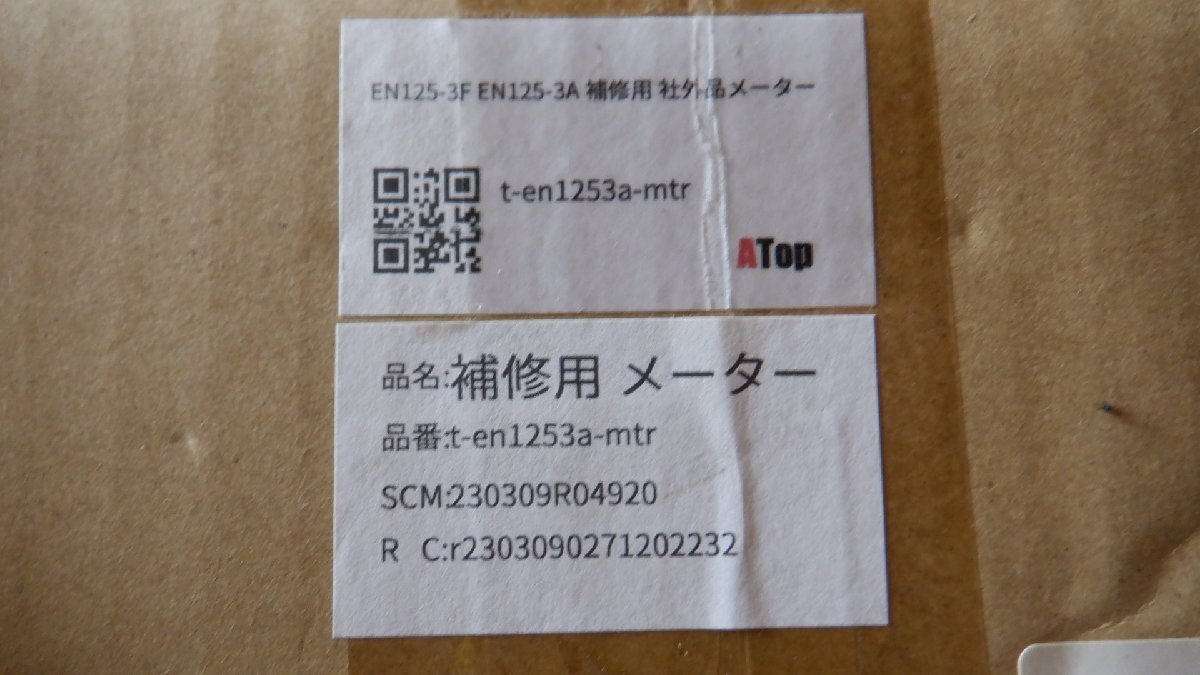 EN125-3F EN125-3A 補修用 社外品メーター
t-en1253a-mtr
ATop
品名:補修用 メーター
品番:t-en1253a-mtr
SCM:230309R04920
R C:r2303090271202232